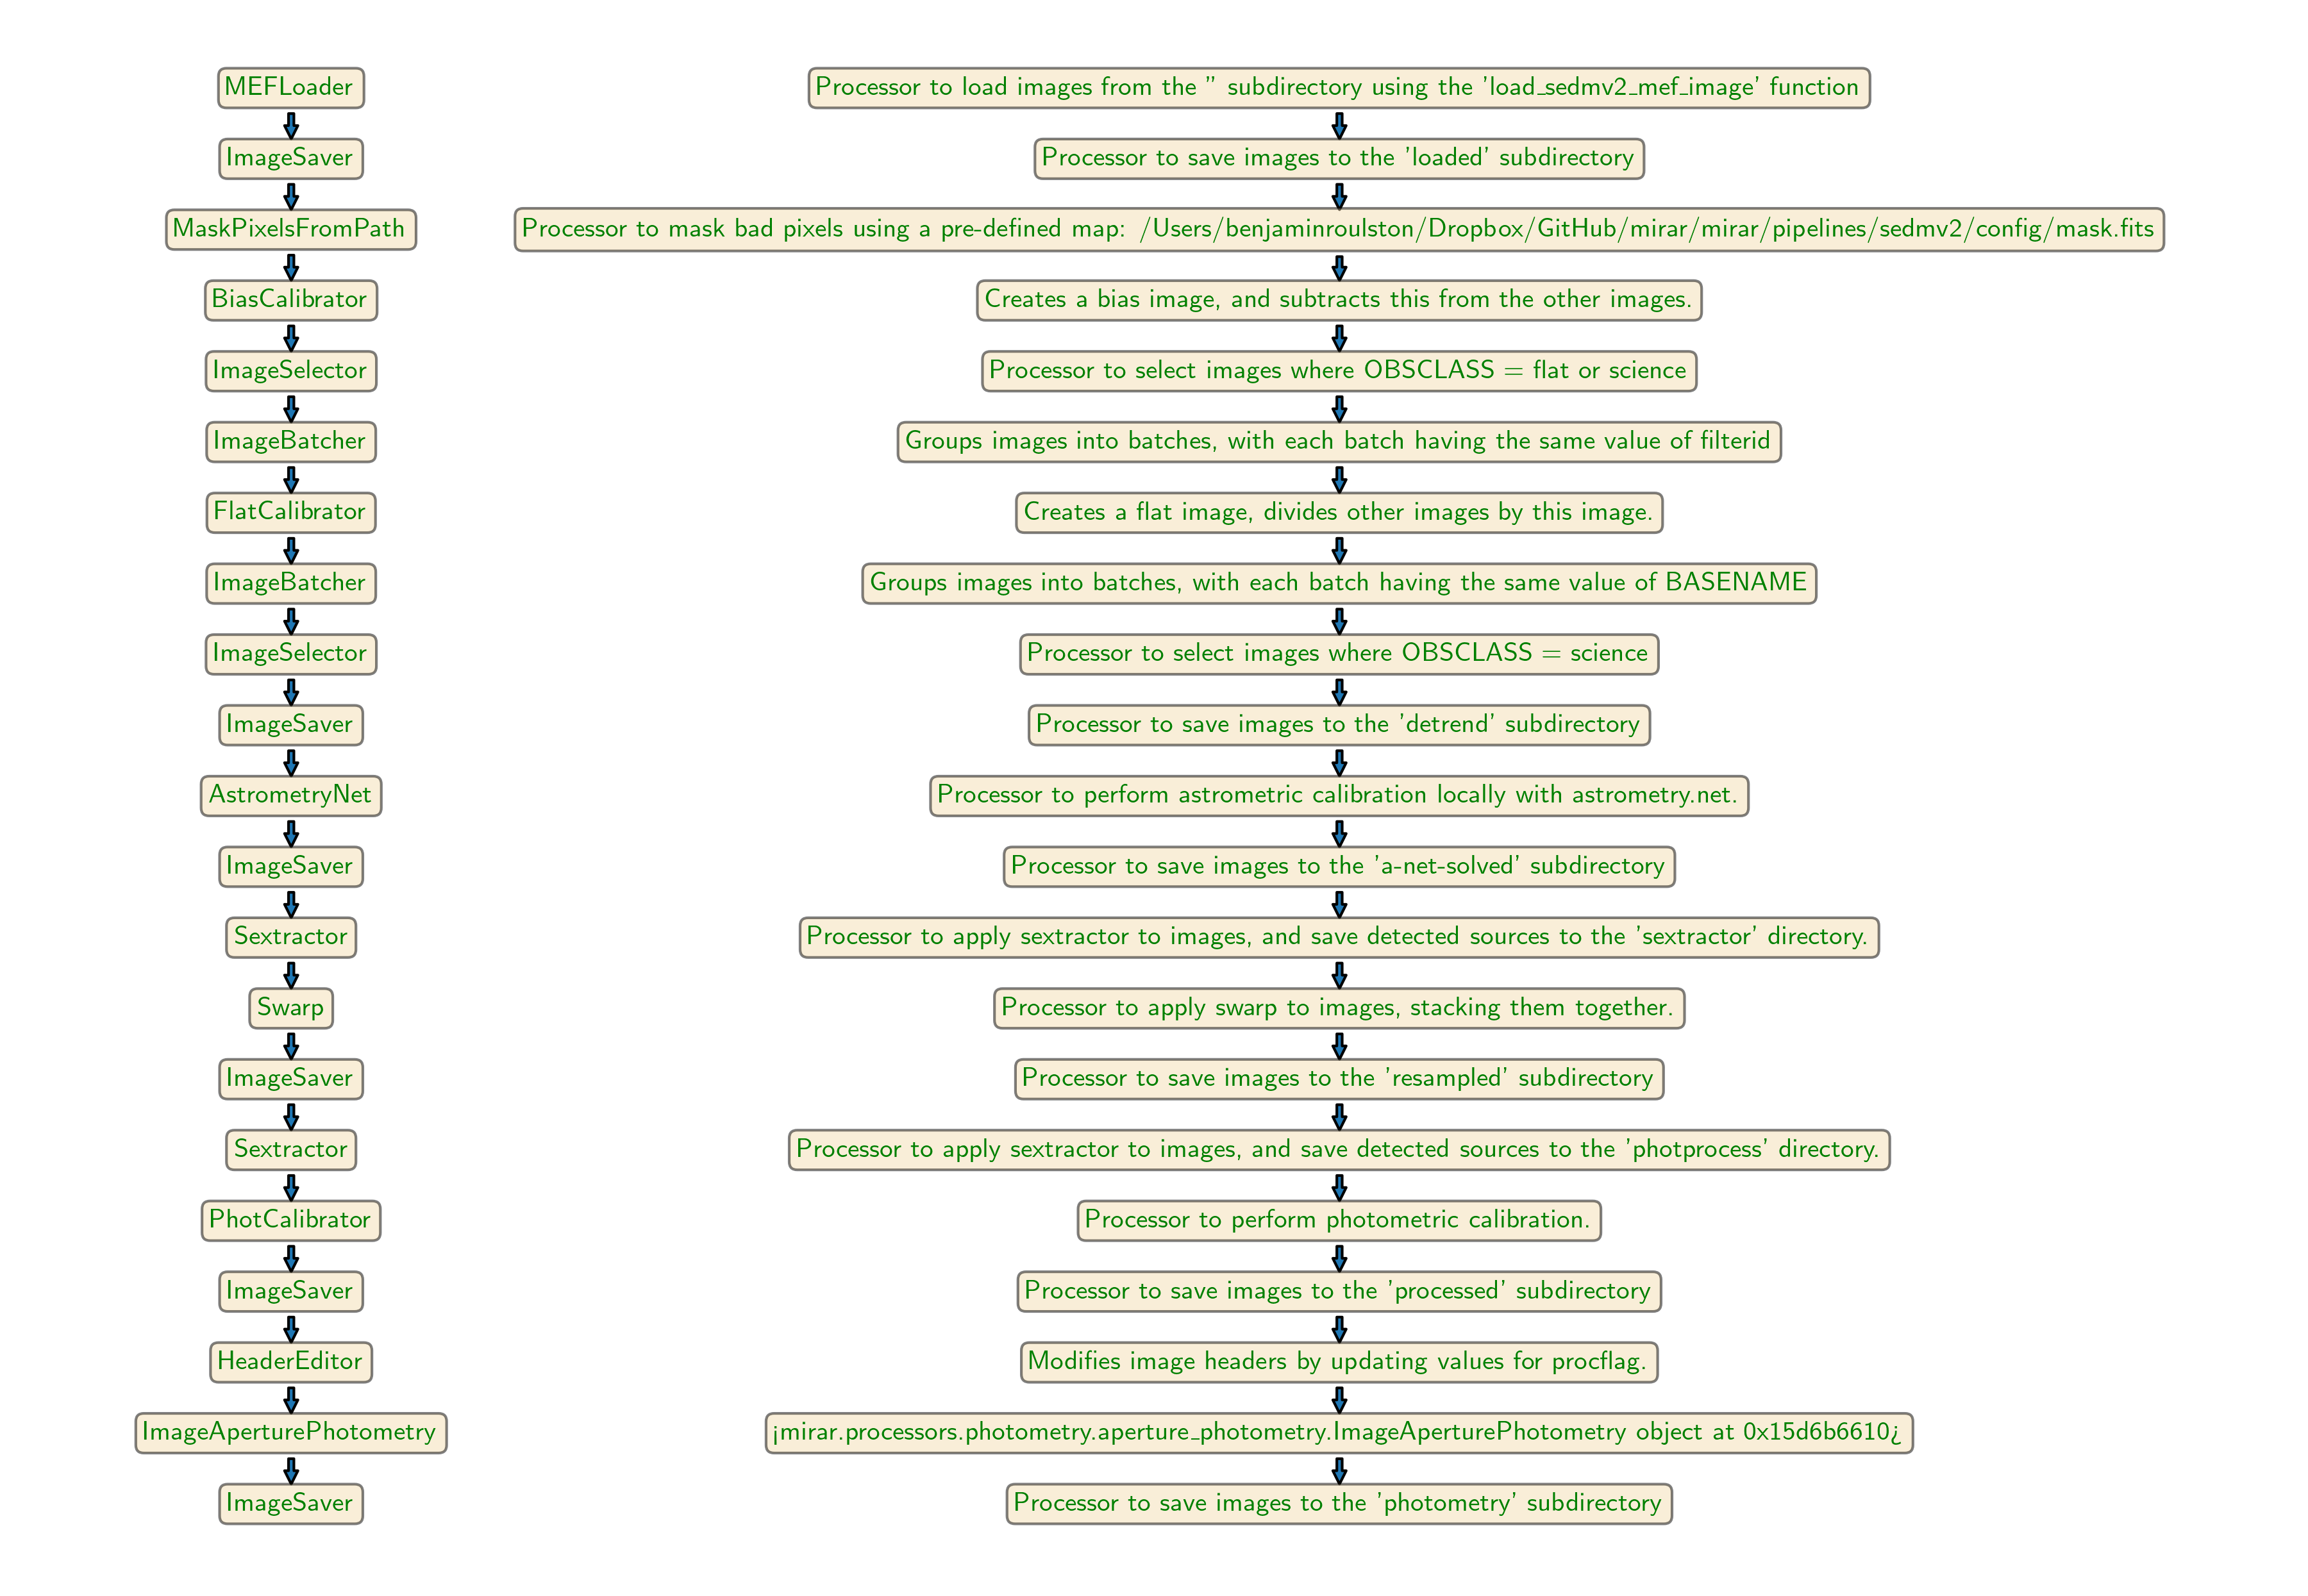 MEFLoader
Processor to load images from the ” subdirectory using the ’load_sedmv2_mef_image’ function
ImageSaver
Processor to save images to the ’loaded’ subdirectory
MaskPixelsFromPath
Processor to mask bad pixels using a pre-defined map: /Users/benjaminroulston/Dropbox/GitHub/mirar/mirar/pipelines/sedmv2/config/mask.fits
BiasCalibrator
Creates a bias image, and subtracts this from the other images.
ImageSelector
Processor to select images where OBSCLASS = flat or science
ImageBatcher
Groups images into batches, with each batch having the same value of filterid
FlatCalibrator
Creates a flat image, divides other images by this image.
ImageBatcher
Groups images into batches, with each batch having the same value of BASENAME
ImageSelector
Processor to select images where OBSCLASS = science
ImageSaver
Processor to save images to the ’detrend’ subdirectory
AstrometryNet
Processor to perform astrometric calibration locally with astrometry.net.
ImageSaver
Processor to save images to the ’a-net-solved’ subdirectory
Sextractor
Processor to apply sextractor to images, and save detected sources to the ’sextractor’ directory.
Swarp
Processor to apply swarp to images, stacking them together.
ImageSaver
Processor to save images to the ’resampled’ subdirectory
Sextractor
Processor to apply sextractor to images, and save detected sources to the ’photprocess’ directory.
PhotCalibrator
Processor to perform photometric calibration.
ImageSaver
Processor to save images to the ’processed’ subdirectory
HeaderEditor
Modifies image headers by updating values for procflag.
ImageAperturePhotometry
¡mirar.processors.photometry.aperture_photometry.ImageAperturePhotometry object at 0x15d6b6610¿
ImageSaver
Processor to save images to the ’photometry’ subdirectory